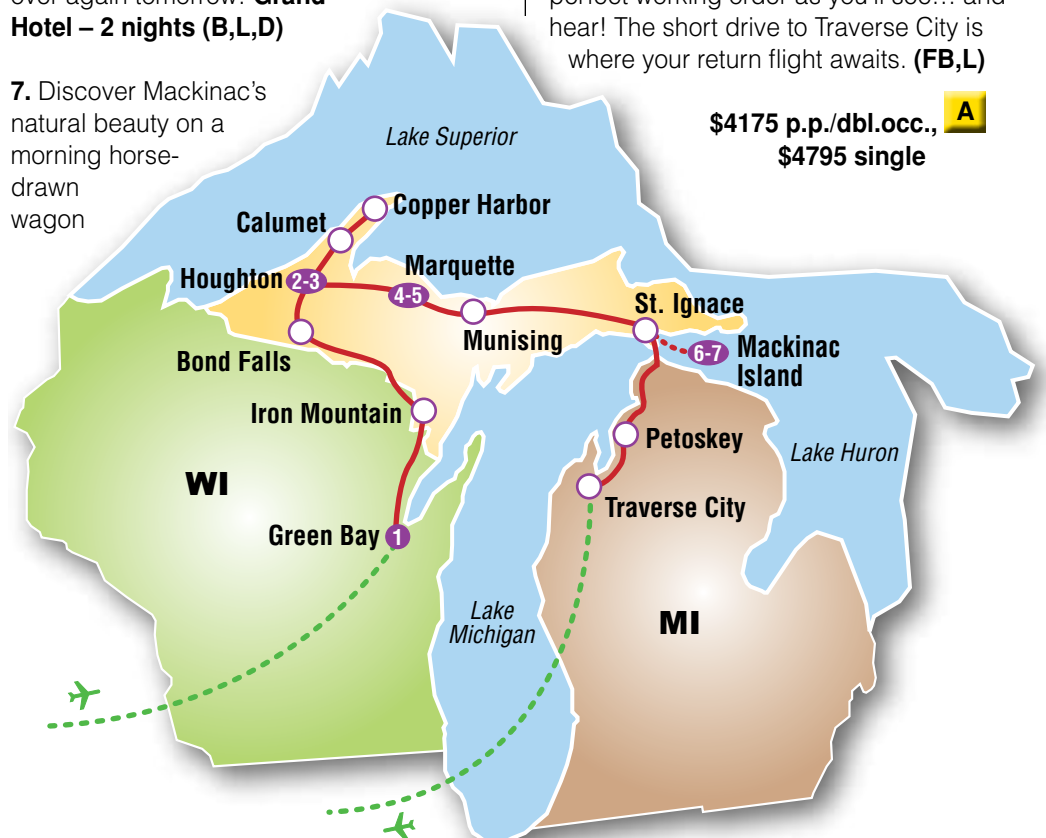 Hotel – 2 nights (B,L,D)
7. Discover Mackinac's
natural beauty on a
morning horse-
drawn
wagon
hear! The short drive to Traverse City is
where your return flight awaits. (FB,L)
$4175 p.p./dbl.occ., A
$4795 single
Lake Superior
Copper Harbor
Calumet
Houghton 2-3
Marquette
4-5
St. Ignace
Munising
6-7 Mackinac
Island
Bond Falls
Iron Mountain
Petoskey
Lake Huron
WI
Traverse City
Green Bay 1
Lake
Michigan
MI